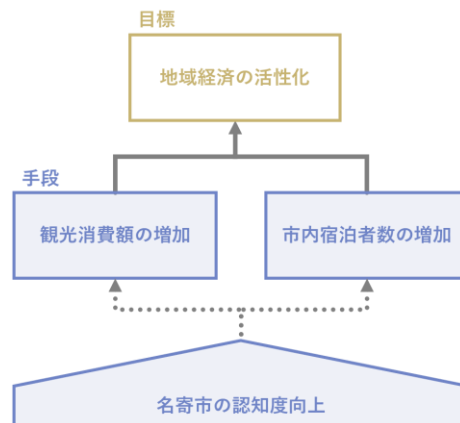 目標
地域経済の活性化
手段
観光消費額の増加
市内宿泊者数の増加
名寄市の認知度向上